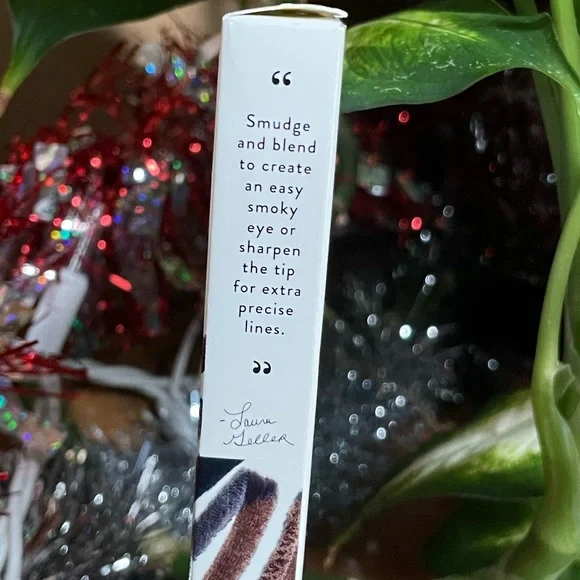 “
Smudge
and blend
to create
an easy
smoky
eye or
sharpen
the tip
for extra
precise
lines.
”
-Laura
Geller